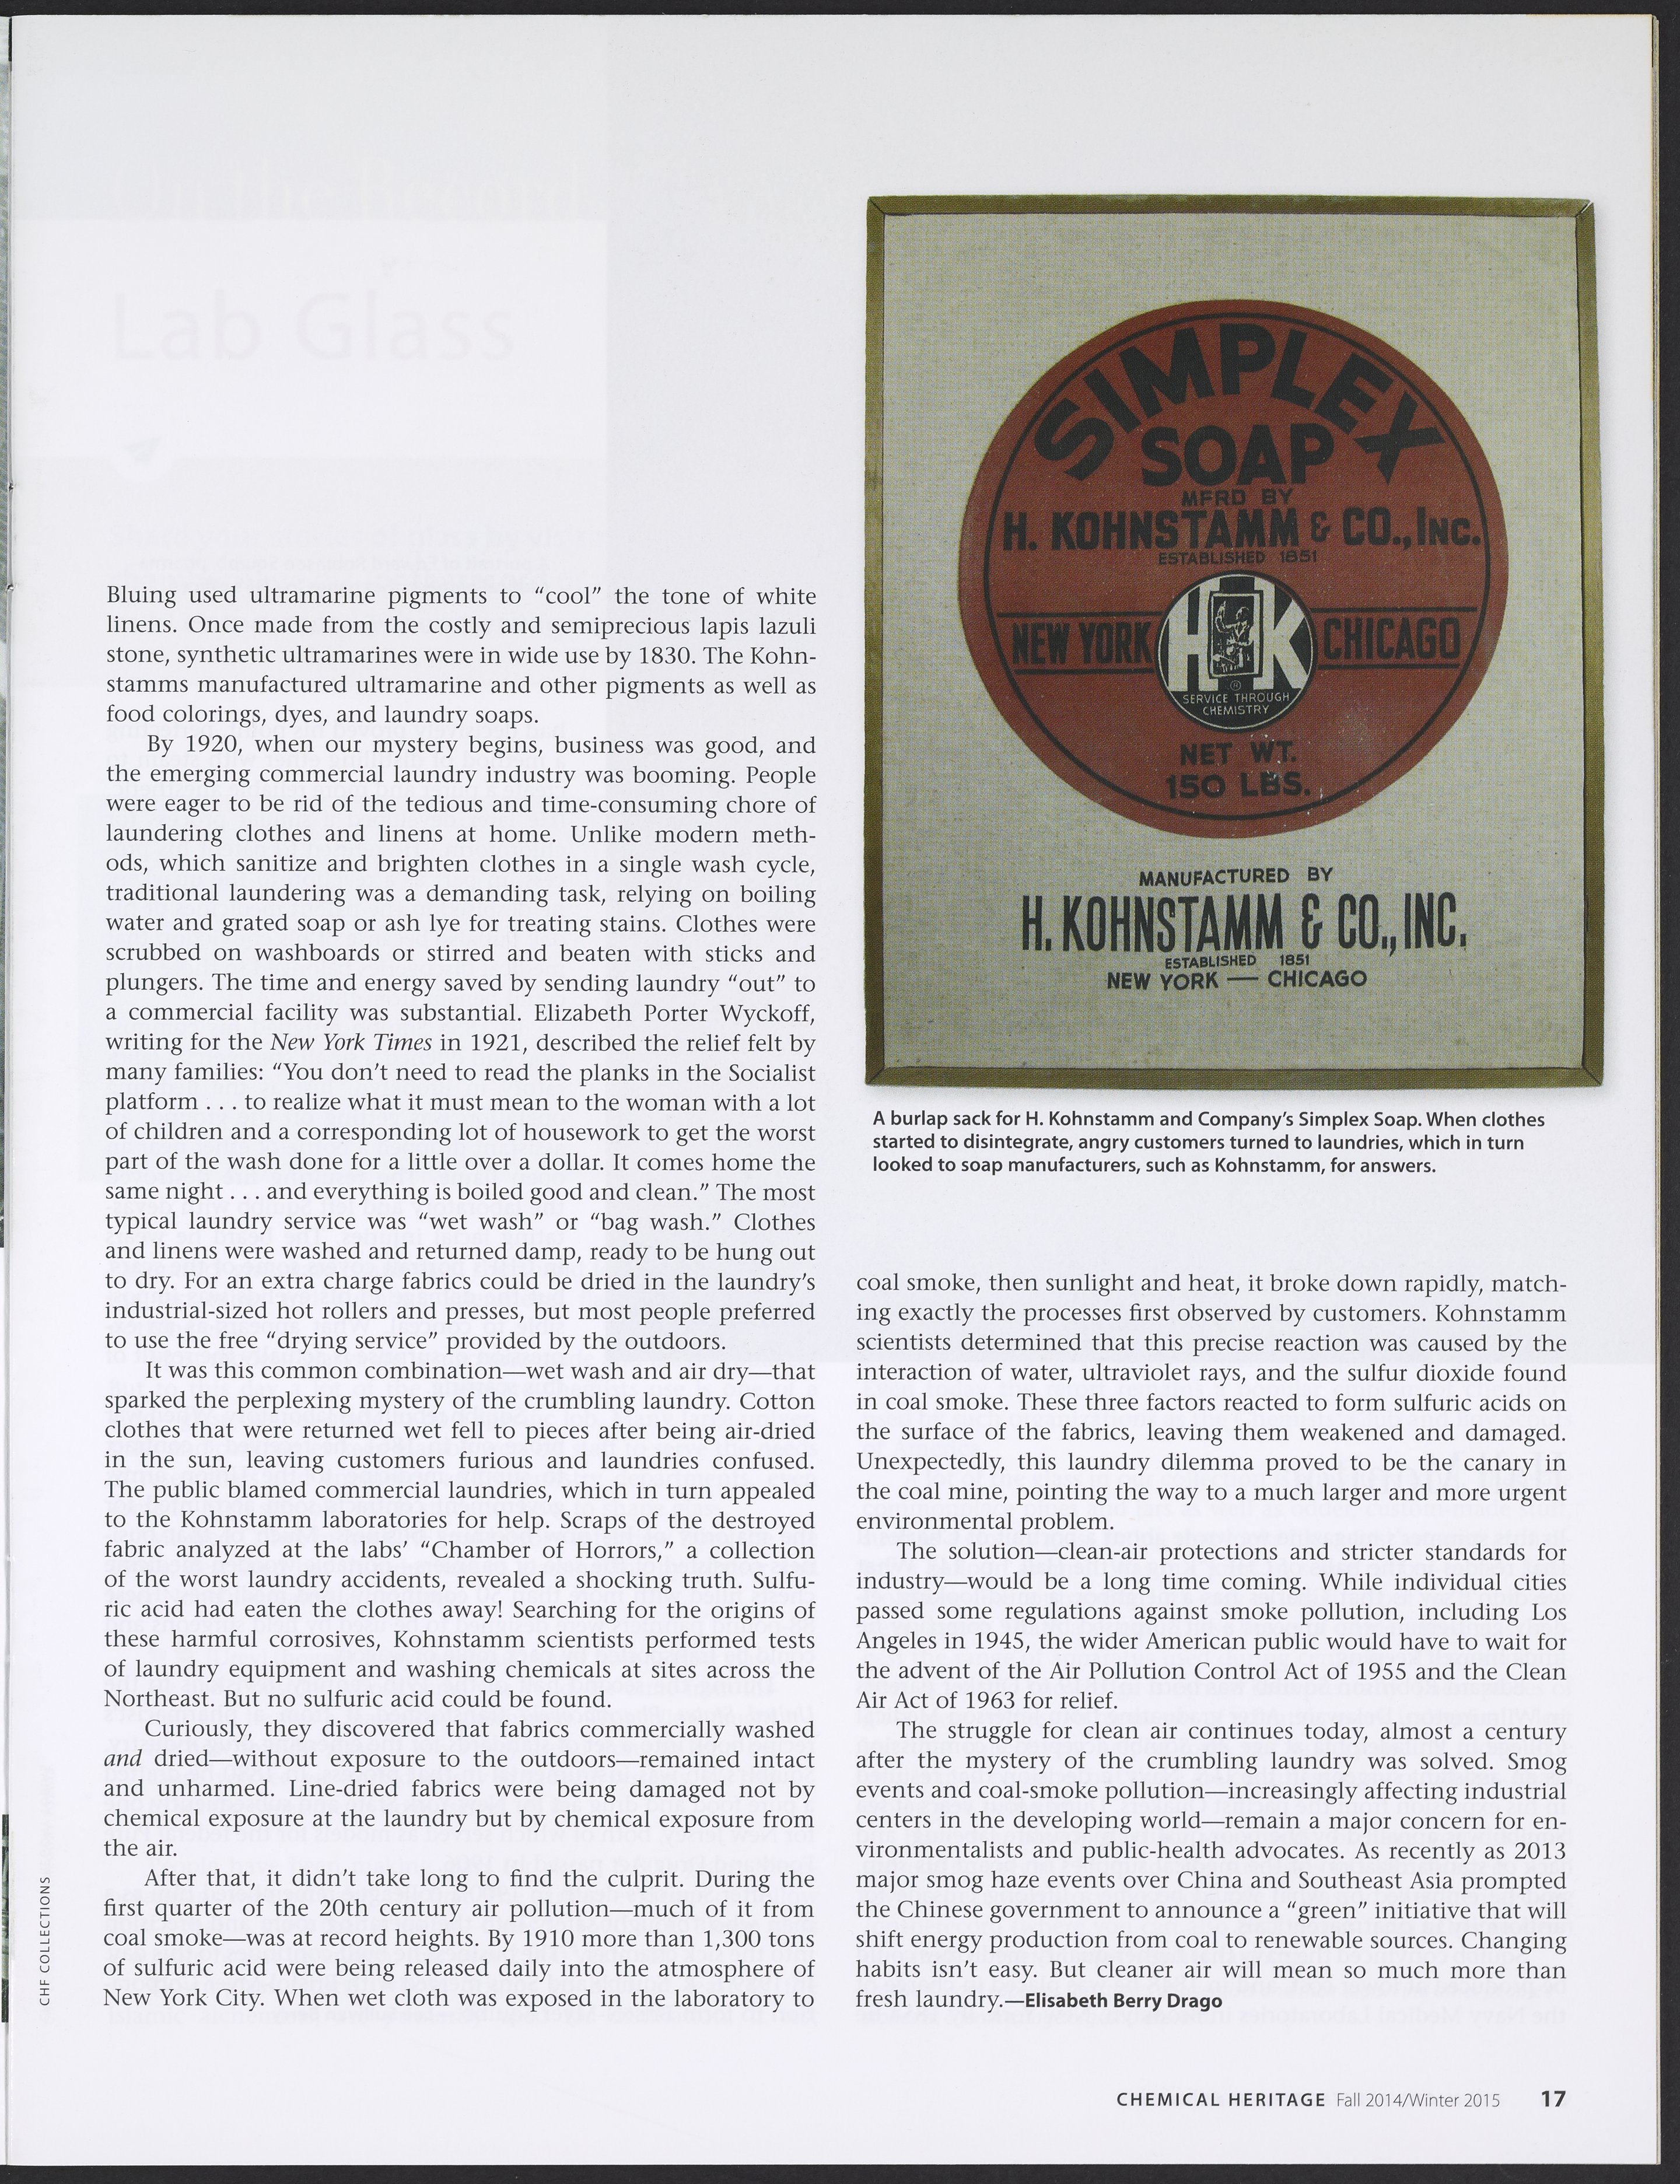 Bluing used ultramarine pigments to “cool” the tone of white
linens. Once made from the costly and semiprecious lapis lazuli
stone, synthetic ultramarines were in wide use by 1830. The Kohn-
stamms manufactured ultramarine and other pigments as well as
food colorings, dyes, and laundry soaps.
By 1920, when our mystery begins, business was good, and
the emerging commercial laundry industry was booming. People
were eager to be rid of the tedious and time-consuming chore of
laundering clothes and linens at home. Unlike modern meth-
ods, which sanitize and brighten clothes in a single wash cycle,
traditional laundering was a demanding task, relying on boiling
water and grated soap or ash lye for treating stains. Clothes were
scrubbed on washboards or stirred and beaten with sticks and
plungers. The time and energy saved by sending laundry “out” to
a commercial facility was substantial. Elizabeth Porter Wyckoff,
writing for the New York Times in 1921, described the relief felt by
many families: “You don’t need to read the planks in the Socialist
platform . . . to realize what it must mean to the woman with a lot
of children and a corresponding lot of housework to get the worst
part of the wash done for a little over a dollar. It comes home the
same night . . . and everything is boiled good and clean.” The most
typical laundry service was “wet wash” or “bag wash.” Clothes
and linens were washed and returned damp, ready to be hung out
to dry. For an extra charge fabrics could be dried in the laundry’s
industrial-sized hot rollers and presses, but most people preferred
to use the free “drying service” provided by the outdoors.
It was this common combination—wet wash and air dry—that
sparked the perplexing mystery of the crumbling laundry. Cotton
clothes that were returned wet fell to pieces after being air-dried
in the sun, leaving customers furious and laundries confused.
The public blamed commercial laundries, which in turn appealed
to the Kohnstamm laboratories for help. Scraps of the destroyed
fabric analyzed at the labs’ “Chamber of Horrors,” a collection
of the worst laundry accidents, revealed a shocking truth. Sulfu-
ric acid had eaten the clothes away! Searching for the origins of
these harmful corrosives, Kohnstamm scientists performed tests
of laundry equipment and washing chemicals at sites across the
Northeast. But no sulfuric acid could be found.
Curiously, they discovered that fabrics commercially washed
and dried—without exposure to the outdoors—remained intact
and unharmed. Line-dried fabrics were being damaged not by
chemical exposure at the laundry but by chemical exposure from
the air.
After that, it didn’t take long to find the culprit. During the
first quarter of the 20th century air pollution—much of it from
coal smoke—was at record heights. By 1910 more than 1,300 tons
of sulfuric acid were being released daily into the atmosphere of
New York City. When wet cloth was exposed in the laboratory to
CHF COLLECTIONS
Lab Glass
SIMPLEX
SOAP
MFRD BY
H. KOHNSTAMM & CO., INC.
ESTABLISHED 1851
NEW YORK HK CHICAGO
®
SERVICE THROUGH
CHEMISTRY
NET WT.
150 LBS.
MANUFACTURED BY
H. KOHNSTAMM & CO., INC.
ESTABLISHED 1851
NEW YORK — CHICAGO
A burlap sack for H. Kohnstamm and Company’s Simplex Soap. When clothes
started to disintegrate, angry customers turned to laundries, which in turn
looked to soap manufacturers, such as Kohnstamm, for answers.
coal smoke, then sunlight and heat, it broke down rapidly, match-
ing exactly the processes first observed by customers. Kohnstamm
scientists determined that this precise reaction was caused by the
interaction of water, ultraviolet rays, and the sulfur dioxide found
in coal smoke. These three factors reacted to form sulfuric acids on
the surface of the fabrics, leaving them weakened and damaged.
Unexpectedly, this laundry dilemma proved to be the canary in
the coal mine, pointing the way to a much larger and more urgent
environmental problem.
The solution—clean-air protections and stricter standards for
industry—would be a long time coming. While individual cities
passed some regulations against smoke pollution, including Los
Angeles in 1945, the wider American public would have to wait for
the advent of the Air Pollution Control Act of 1955 and the Clean
Air Act of 1963 for relief.
The struggle for clean air continues today, almost a century
after the mystery of the crumbling laundry was solved. Smog
events and coal-smoke pollution—increasingly affecting industrial
centers in the developing world—remain a major concern for en-
vironmentalists and public-health advocates. As recently as 2013
major smog haze events over China and Southeast Asia prompted
the Chinese government to announce a “green” initiative that will
shift energy production from coal to renewable sources. Changing
habits isn’t easy. But cleaner air will mean so much more than
fresh laundry.—Elisabeth Berry Drago
CHEMICAL HERITAGE Fall 2014/Winter 2015 17